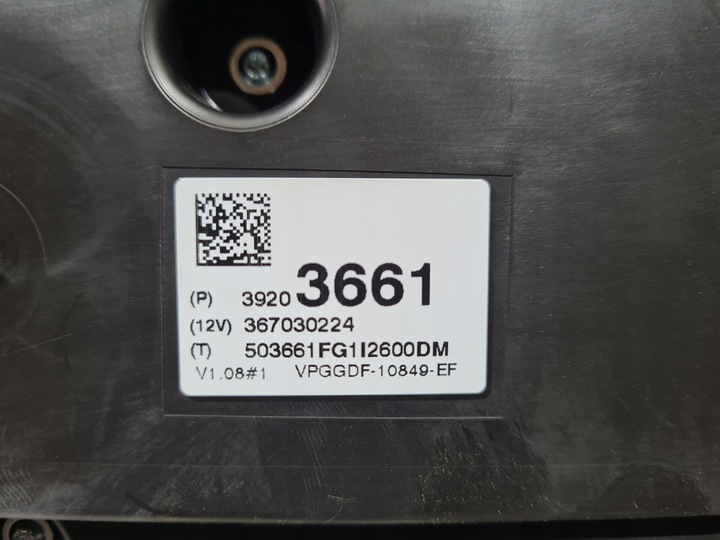 (P) 3920 3661
(12V) 367030224
(T) 503661FG1I2600DM
V1.08#1 VPGGDF-10849-EF